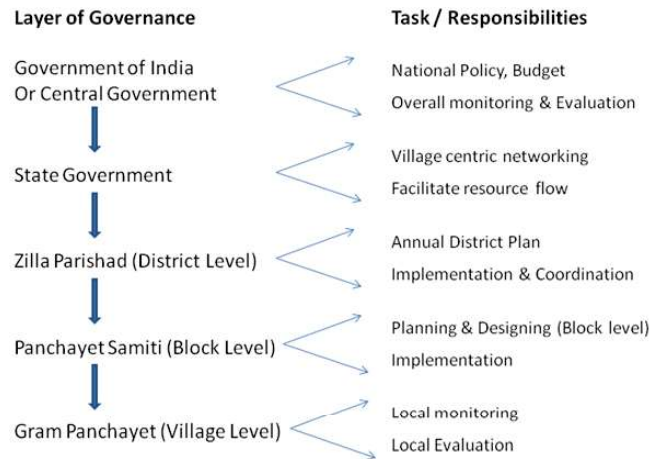 Layer of Governance
Task / Responsibilities
Government of India
Or Central Government
National Policy, Budget
Overall monitoring & Evaluation
State Government
Village centric networking
Facilitate resource flow
Zilla Parishad (District Level)
Annual District Plan
Implementation & Coordination
Panchayet Samiti (Block Level)
Planning & Designing (Block level)
Implementation
Gram Panchayet (Village Level)
Local monitoring
Local Evaluation